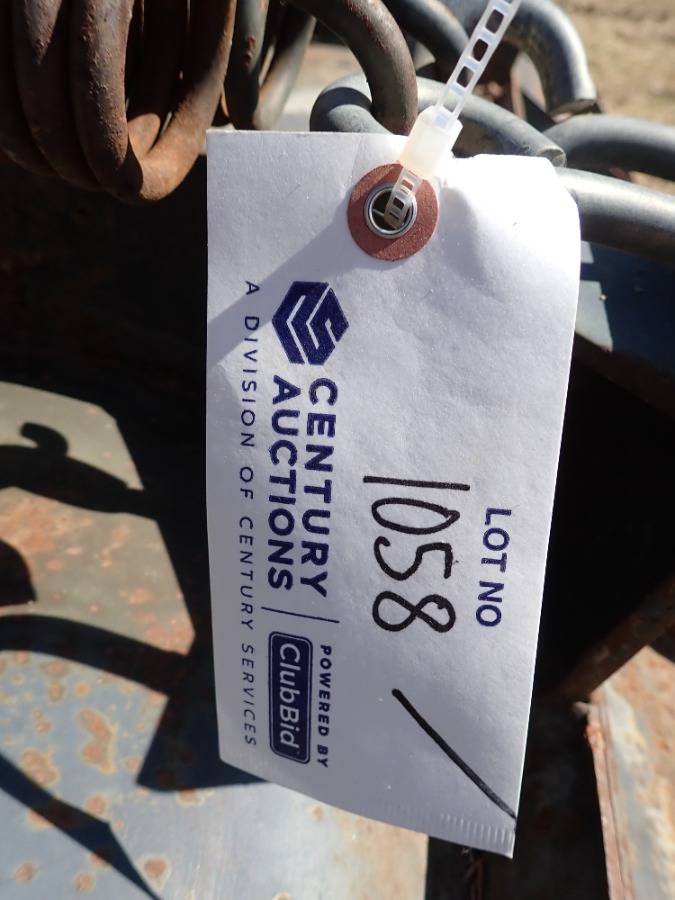 LOT NO
1058
CENTURY
AUCTIONS
POWERED BY
ClubBid
A DIVISION OF CENTURY SERVICES